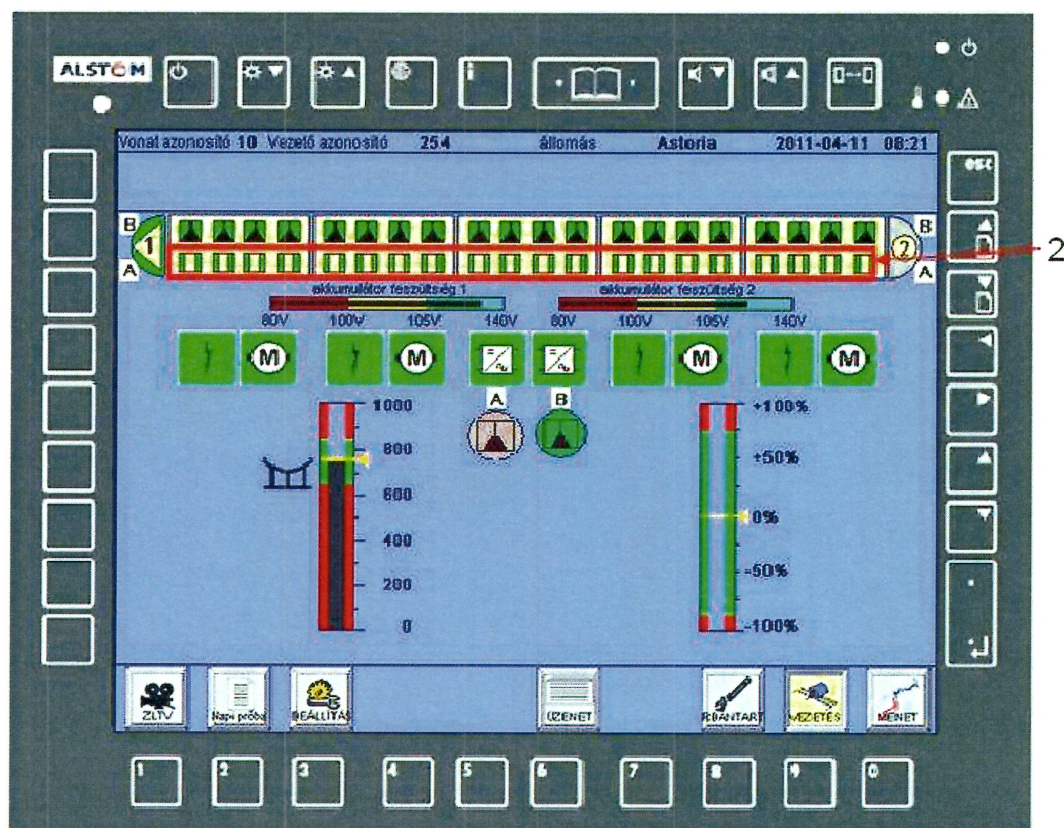 ALSTOM
Vonat azonosító 10 Vezető azonosító 254 állomás Astoria 2011-04-11 08:21
esc
B 1 2 B
A A
2
akkumulátor feszültség 1 akkumulátor feszültség 2
80V 100V 105V 140V 80V 100V 105V 140V
M M M M
A B
1000 +100%
800 +50%
600 0%
400 -50%
200 -100%
0
ZLTV Napi próba BEÁLLÍTÁS ÜZENET VEZETÉS MENET
1 2 3 4 5 6 7 8 9 0